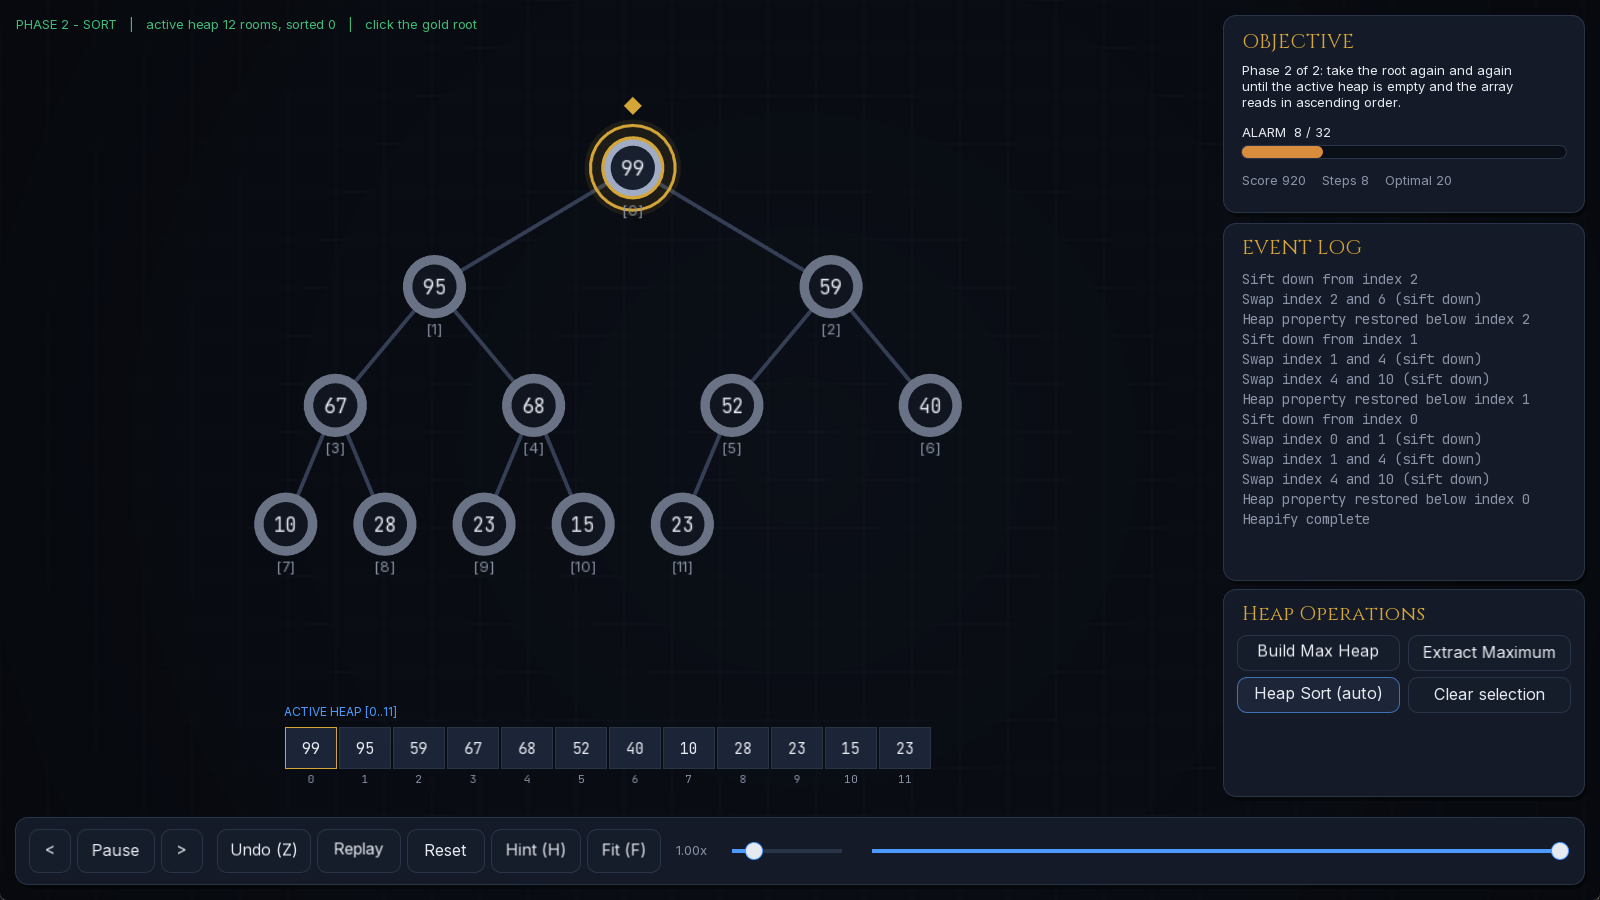 PHASE 2 - SORT | active heap 12 rooms, sorted 0 | click the gold root
99
[0]
95
59
[1]
[2]
67
68
52
40
[3]
[4]
[5]
[6]
10
28
23
15
23
[7]
[8]
[9]
[10]
[11]
ACTIVE HEAP [0..11]
99 95 59 67 68 52 40 10 28 23 15 23
0 1 2 3 4 5 6 7 8 9 10 11
OBJECTIVE
Phase 2 of 2: take the root again and again
until the active heap is empty and the array
reads in ascending order.
ALARM 8 / 32
Score 920 Steps 8 Optimal 20
EVENT LOG
Sift down from index 2
Swap index 2 and 6 (sift down)
Heap property restored below index 2
Sift down from index 1
Swap index 1 and 4 (sift down)
Swap index 4 and 10 (sift down)
Heap property restored below index 1
Sift down from index 0
Swap index 0 and 1 (sift down)
Swap index 1 and 4 (sift down)
Swap index 4 and 10 (sift down)
Heap property restored below index 0
Heapify complete
Heap Operations
Build Max Heap Extract Maximum
Heap Sort (auto) Clear selection
< Pause > Undo (Z) Replay Reset Hint (H) Fit (F) 1.00x